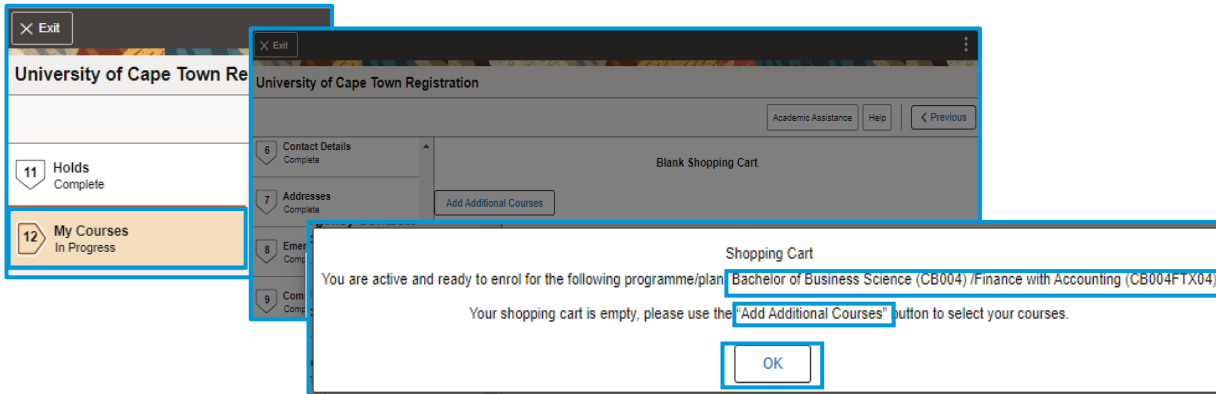 Exit
University of Cape Town Re
11 Holds
Complete
12 My Courses
In Progress
Exit
University of Cape Town Registration
Academic Assistance Help Previous
6 Contact Details
Complete
Blank Shopping Cart
7 Addresses
Complete
Add Additional Courses
8 Emer
Comp
9 Com
Comp
Shopping Cart
You are active and ready to enrol for the following programme/plan Bachelor of Business Science (CB004) /Finance with Accounting (CB004FTX04)
Your shopping cart is empty, please use the "Add Additional Courses" button to select your courses.
OK